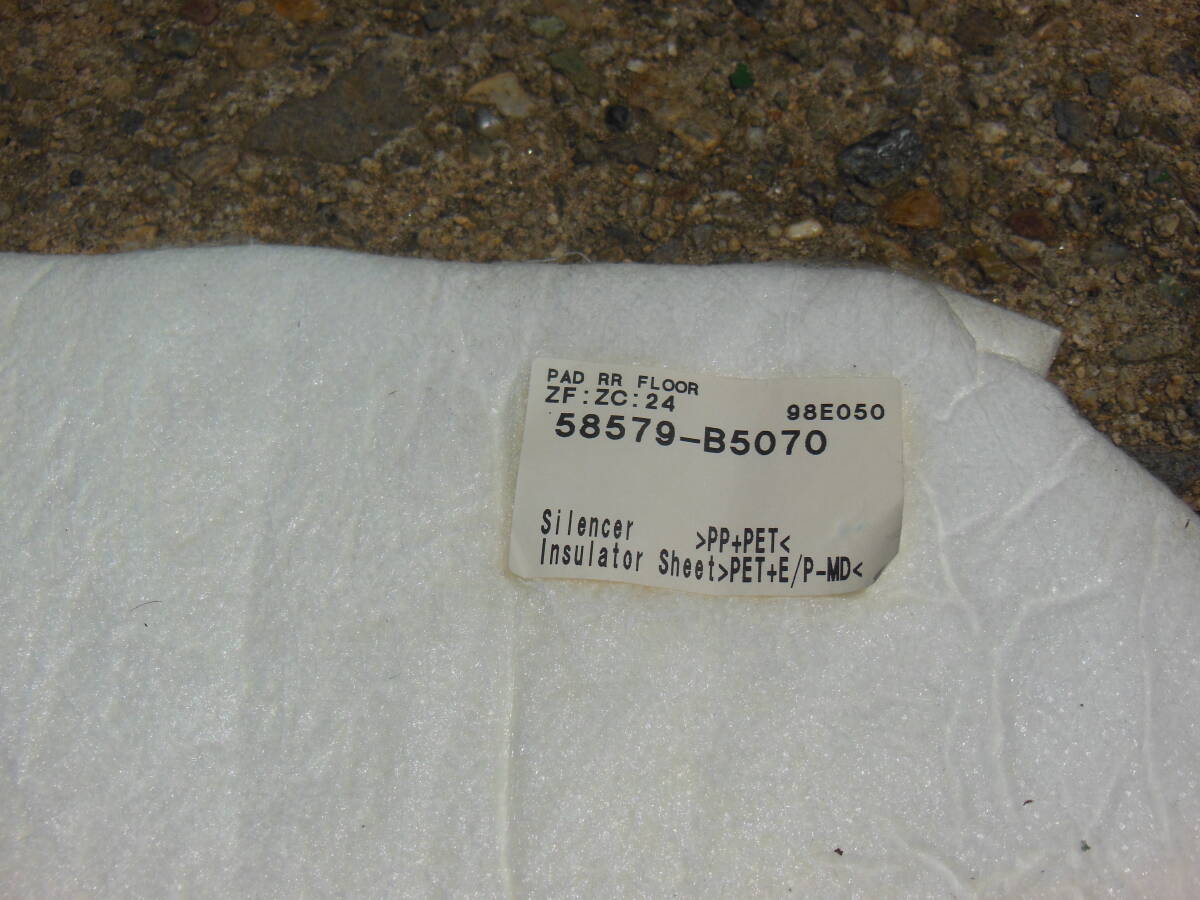 PAD RR FLOOR
ZF:ZC:24 98E050
58579-B5070
Silencer >PP+PET<
Insulator Sheet>PET+E/P-MD<